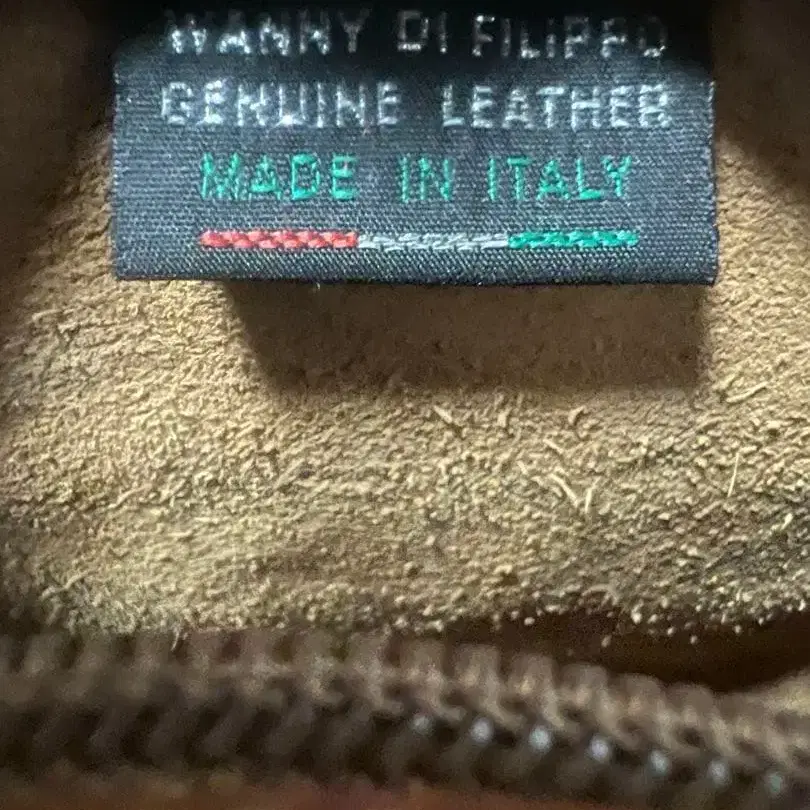 WANNY DI FILIPPO
GENUINE LEATHER
MADE IN ITALY